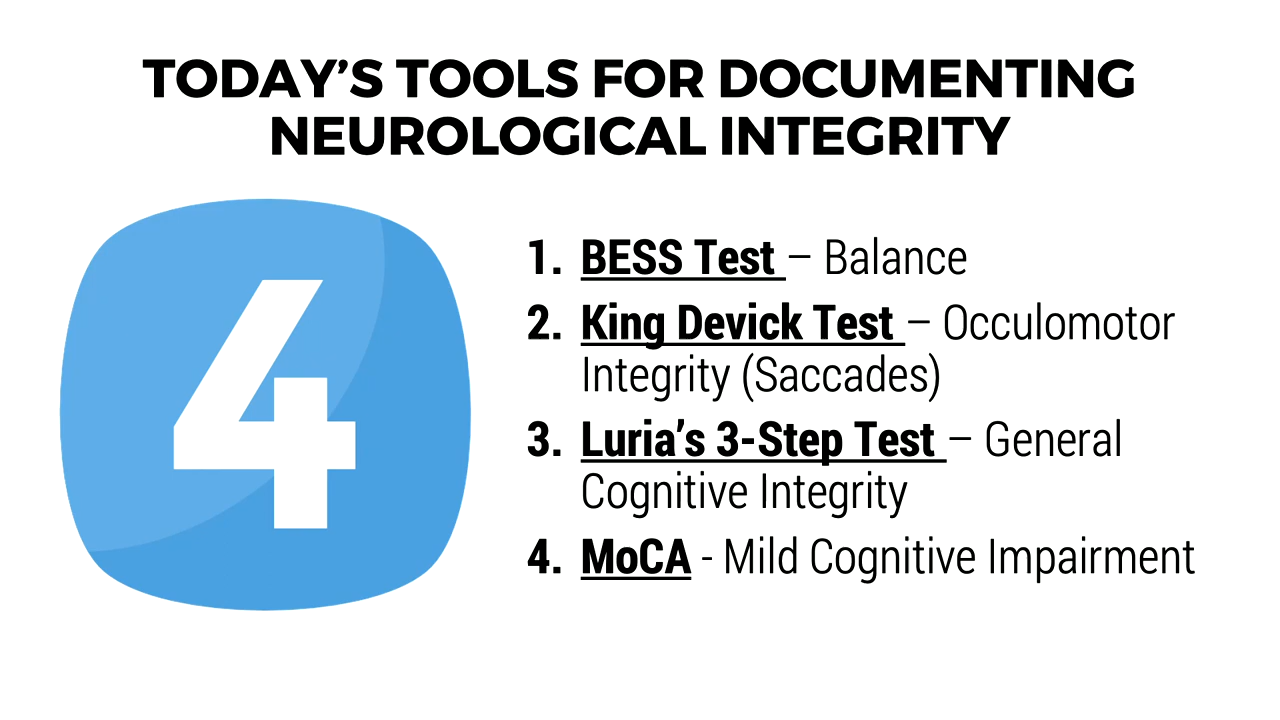 TODAY’S TOOLS FOR DOCUMENTING
NEUROLOGICAL INTEGRITY
4
1. BESS Test – Balance
2. King Devick Test – Occulomotor
Integrity (Saccades)
3. Luria’s 3-Step Test – General
Cognitive Integrity
4. MoCA - Mild Cognitive Impairment